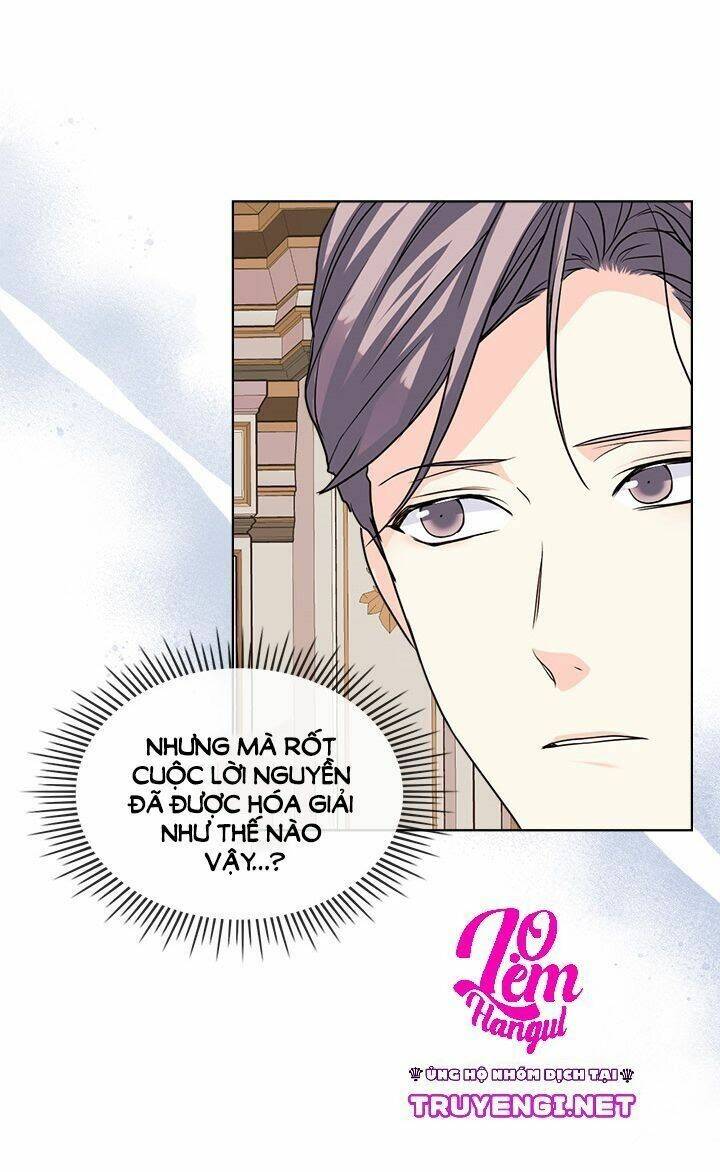 NHƯNG MÀ RỐT
CUỘC LỜI NGUYỀN
ĐÃ ĐƯỢC HÓA GIẢI
NHƯ THẾ NÀO
VẬY...?
Lọ
Lem
Hangul
ỦNG HỘ NHÓM DỊCH TẠI
TRUYENGI.NET